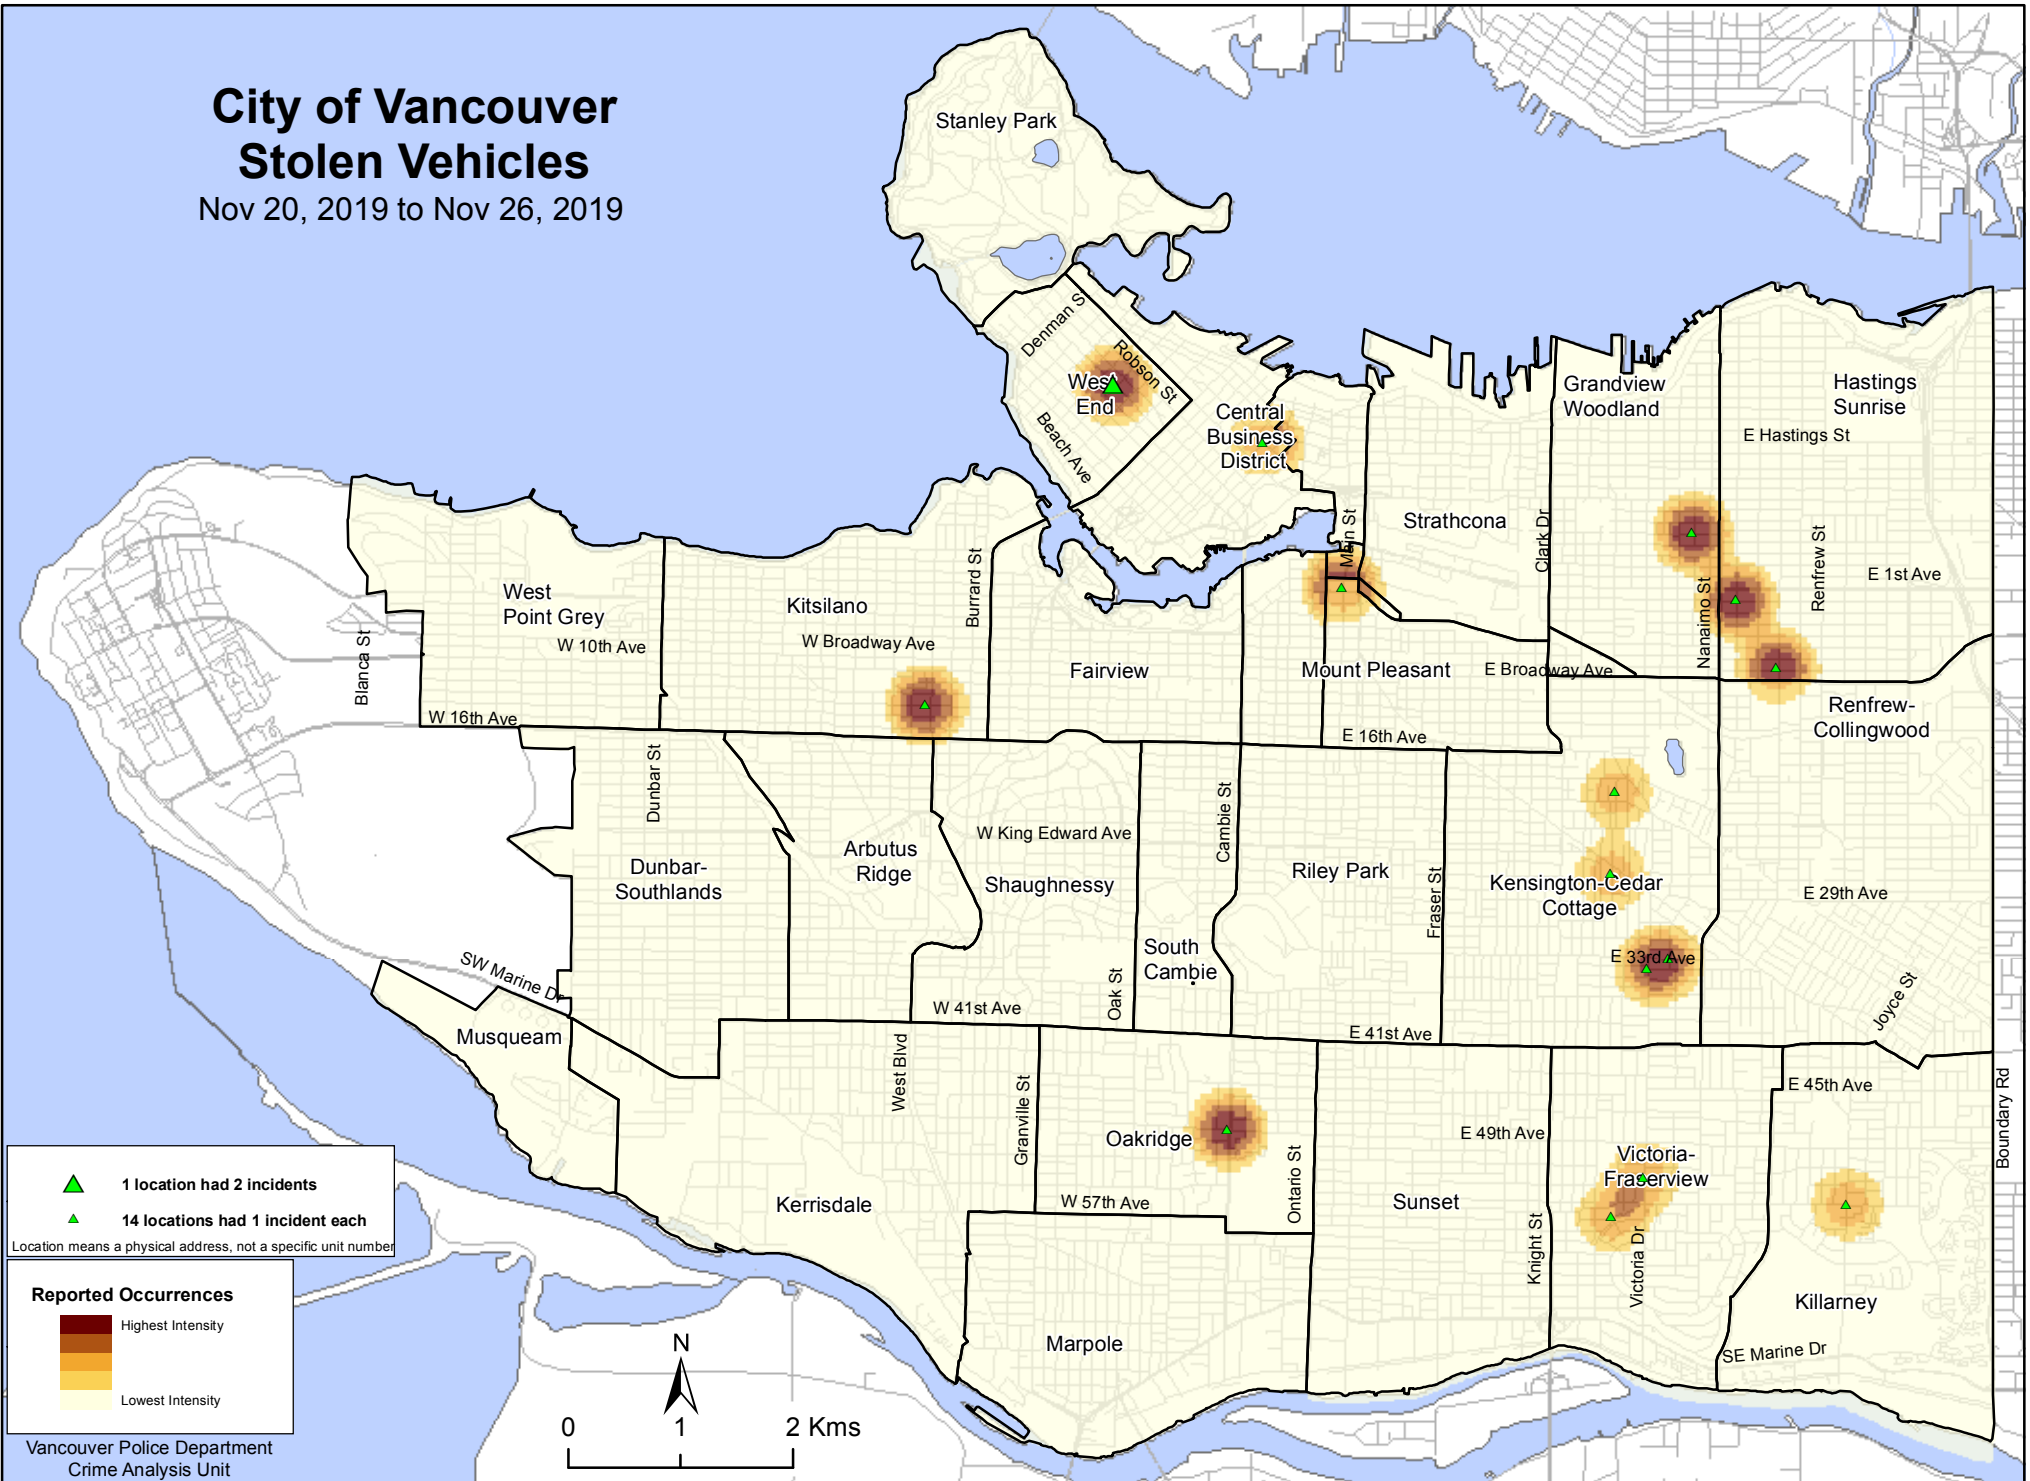 City of Vancouver
Stolen Vehicles
Nov 20, 2019 to Nov 26, 2019
Stanley Park
Denman S
Robson St
West
End
Beach Ave
Central
Business
District
Main St
Strathcona
Clark Dr
Grandview
Woodland
Hastings
Sunrise
E Hastings St
E 1st Ave
Renfrew St
Nanaimo St
West
Point Grey
W 10th Ave
Blanca St
W 16th Ave
Kitsilano
W Broadway Ave
Burrard St
Fairview
Mount Pleasant
E Broadway Ave
E 16th Ave
Renfrew-
Collingwood
Dunbar St
Dunbar-
Southlands
Arbutus
Ridge
W King Edward Ave
Shaughnessy
Cambie St
South
Cambie
Oak St
W 41st Ave
Riley Park
Fraser St
Kensington-Cedar
Cottage
E 29th Ave
E 33rd Ave
Joyce St
E 41st Ave
SW Marine Dr
Musqueam
West Blvd
Granville St
Kerrisdale
Oakridge
W 57th Ave
Ontario St
E 49th Ave
Sunset
Knight St
Victoria-
Fraserview
Victoria Dr
E 45th Ave
Boundary Rd
Killarney
SE Marine Dr
Marpole
1 location had 2 incidents
14 locations had 1 incident each
Location means a physical address, not a specific unit number
Reported Occurrences
Highest Intensity
Lowest Intensity
Vancouver Police Department
Crime Analysis Unit
N
0 1 2 Kms